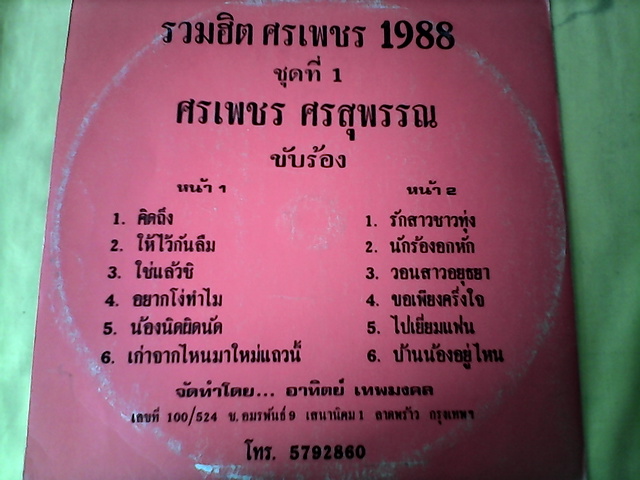 รวมฮิต ศรเพชร 1988
ชุดที่ 1
ศรเพชร ศรสุพรรณ
ขับร้อง
หน้า 1
1. คิดถึง
2. ให้ไว้กันลืม
3. ใช่แล้วซิ
4. อยากโง่ทำไม
5. น้องนิดผิดนัด
6. เก่าจากไหนมาใหม่แถวนี้
หน้า 2
1. รักสาวชาวทุ่ง
2. นักร้องอกหัก
3. วอนสาวอยุธยา
4. ขอเพียงครึ่งใจ
5. ไปเยี่ยมแฟน
6. บ้านน้องอยู่ไหน
จัดทำโดย... อาทิตย์ เทพมงคล
เลขที่ 100/524 ซ.อมรพันธ์ 9 เสนานิคม 1 ลาดพร้าว กรุงเทพฯ
โทร. 5792860